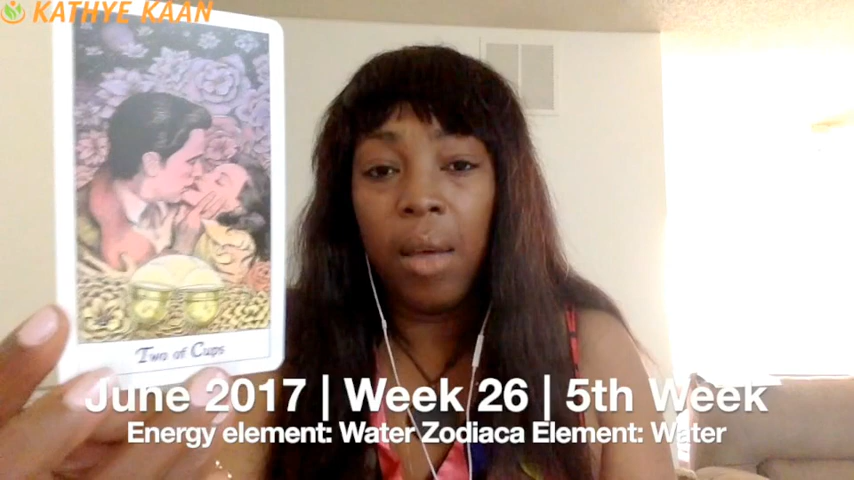 KATHYE KAAN
Two of Cups
June 2017 | Week 26 | 5th Week
Energy element: Water Zodiaca Element: Water